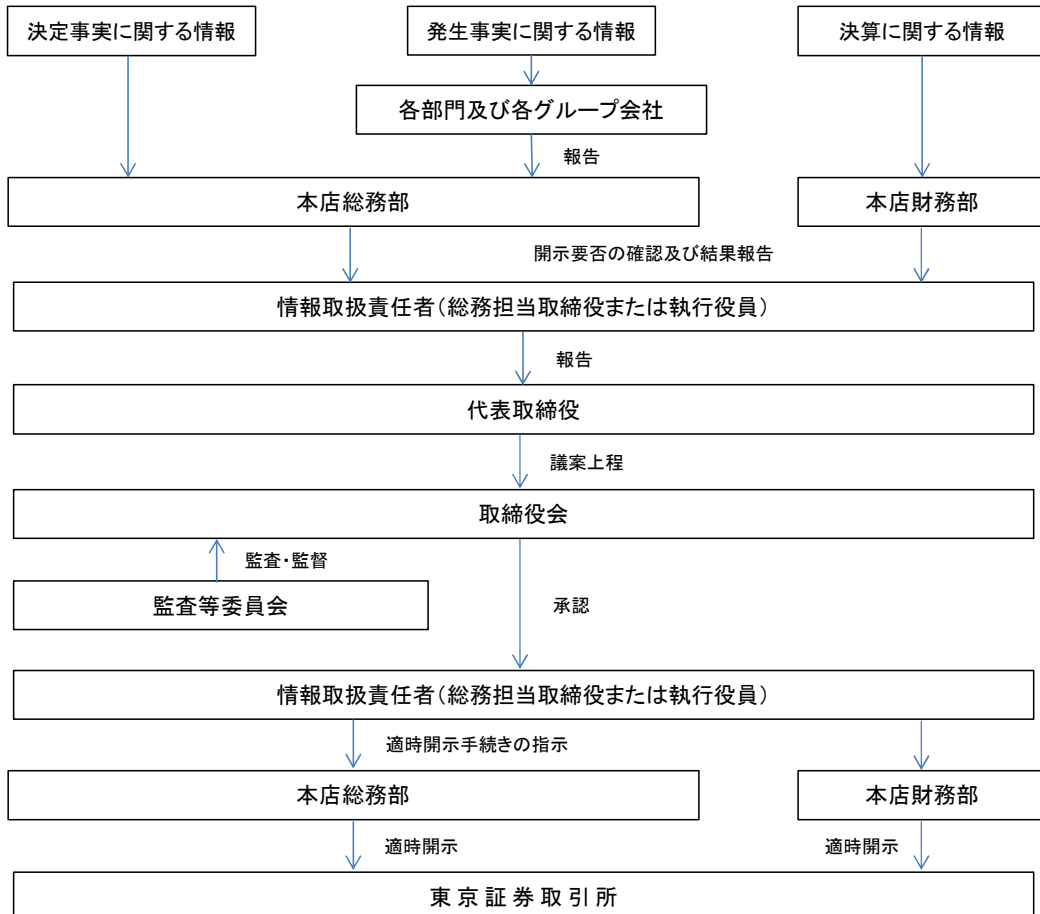 決定事実に関する情報
発生事実に関する情報
決算に関する情報
各部門及び各グループ会社
報告
本店総務部
本店財務部
開示要否の確認及び結果報告
情報取扱責任者(総務担当取締役または執行役員)
報告
代表取締役
議案上程
取締役会
監査・監督
監査等委員会
承認
情報取扱責任者(総務担当取締役または執行役員)
適時開示手続きの指示
本店総務部
本店財務部
適時開示
適時開示
東京証券取引所